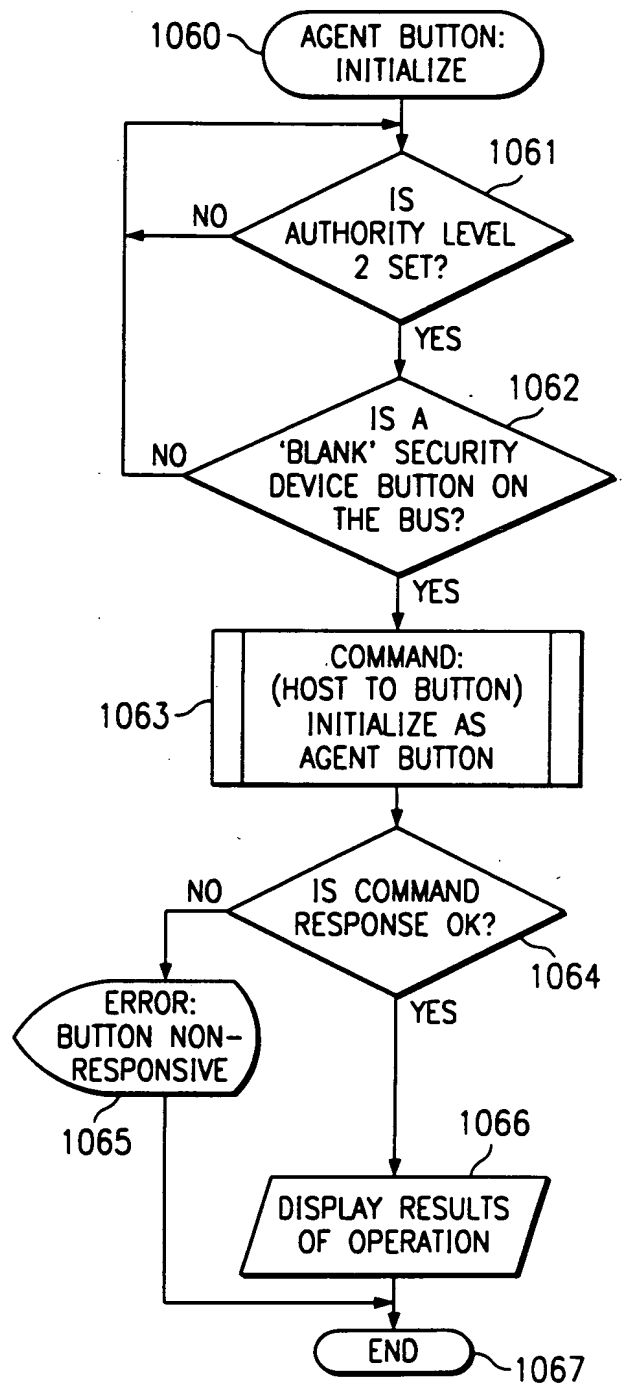 1060
AGENT BUTTON:
INITIALIZE
1061
IS
AUTHORITY LEVEL
2 SET?
NO
YES
1062
IS A
'BLANK' SECURITY
DEVICE BUTTON ON
THE BUS?
NO
YES
1063
COMMAND:
(HOST TO BUTTON)
INITIALIZE AS
AGENT BUTTON
NO
IS COMMAND
RESPONSE OK?
1064
YES
ERROR:
BUTTON NON-
RESPONSIVE
1065
1066
DISPLAY RESULTS
OF OPERATION
END
1067